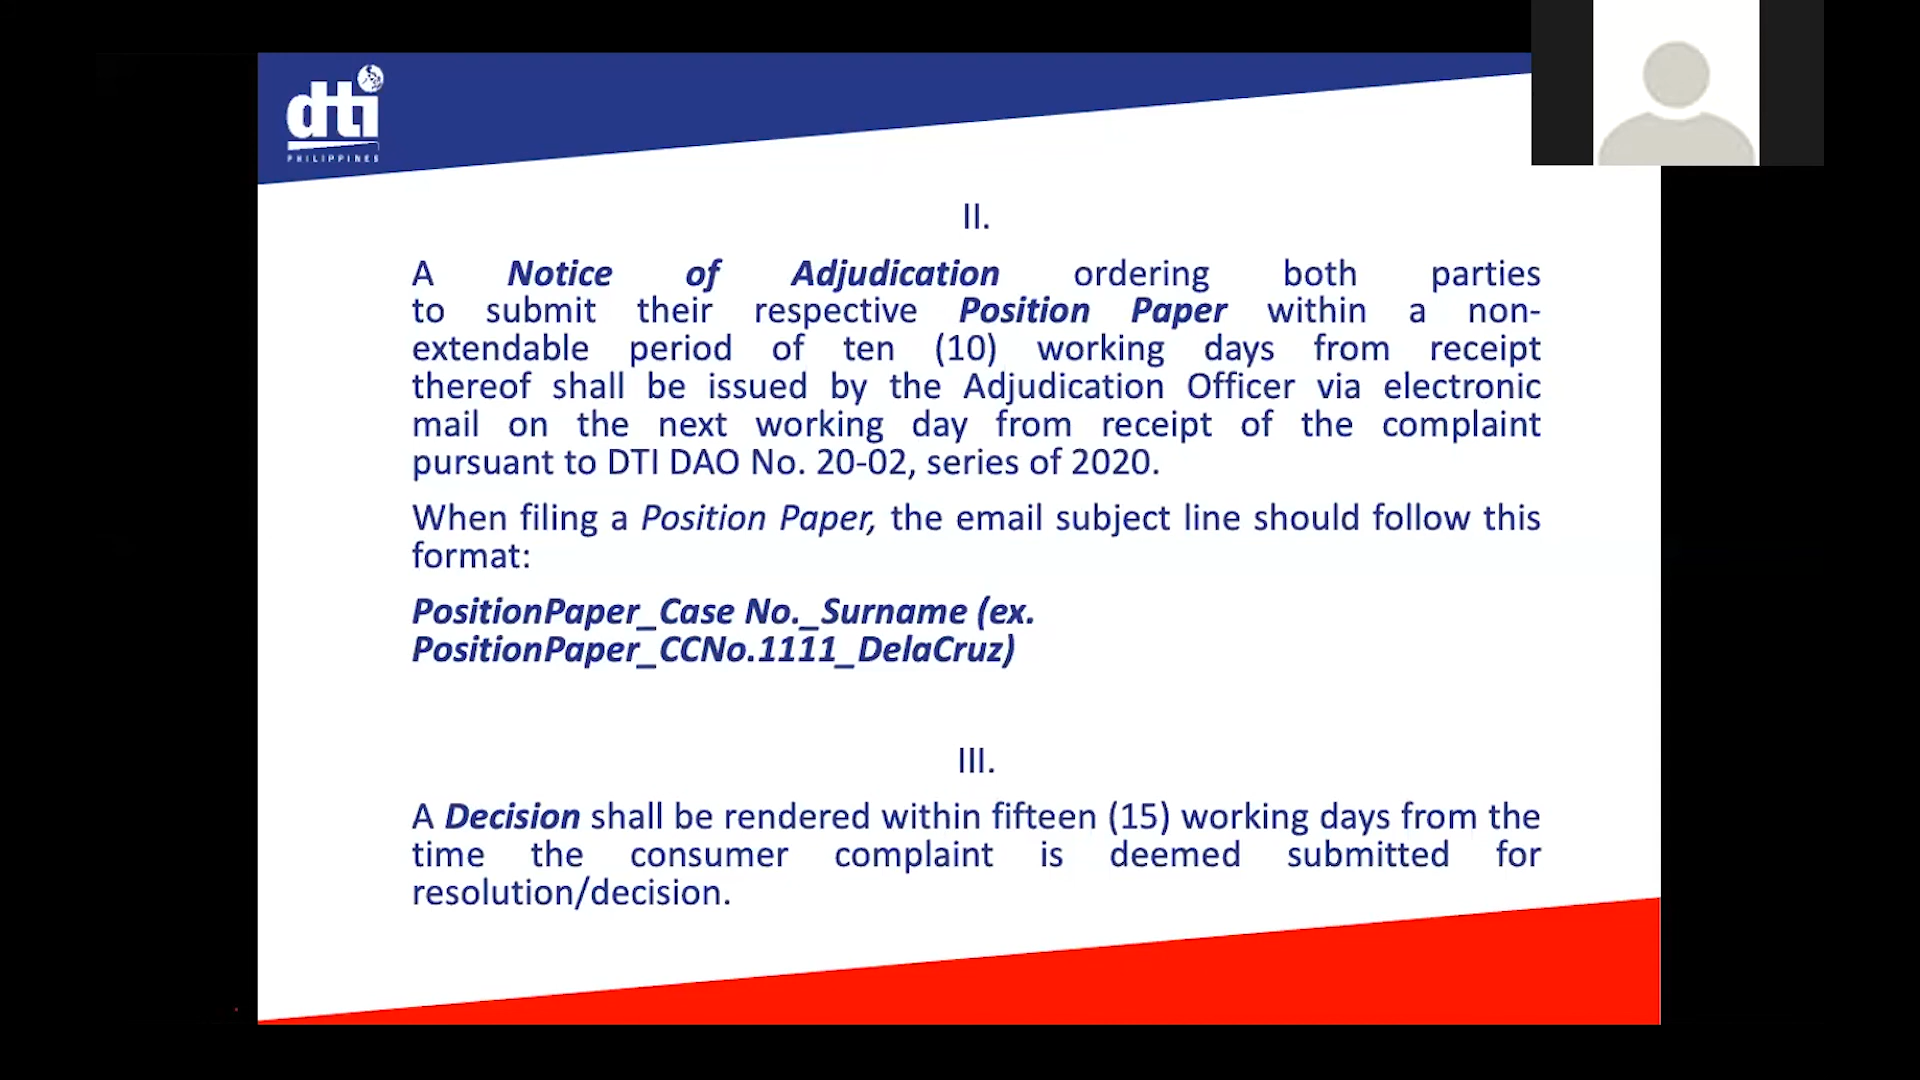 dti
PHILIPPINES
II.
A Notice of Adjudication ordering both parties
to submit their respective Position Paper within a non-
extendable period of ten (10) working days from receipt
thereof shall be issued by the Adjudication Officer via electronic
mail on the next working day from receipt of the complaint
pursuant to DTI DAO No. 20-02, series of 2020.
When filing a Position Paper, the email subject line should follow this
format:
PositionPaper_Case No._Surname (ex.
PositionPaper_CCNo.1111_DelaCruz)
III.
A Decision shall be rendered within fifteen (15) working days from the
time the consumer complaint is deemed submitted for
resolution/decision.